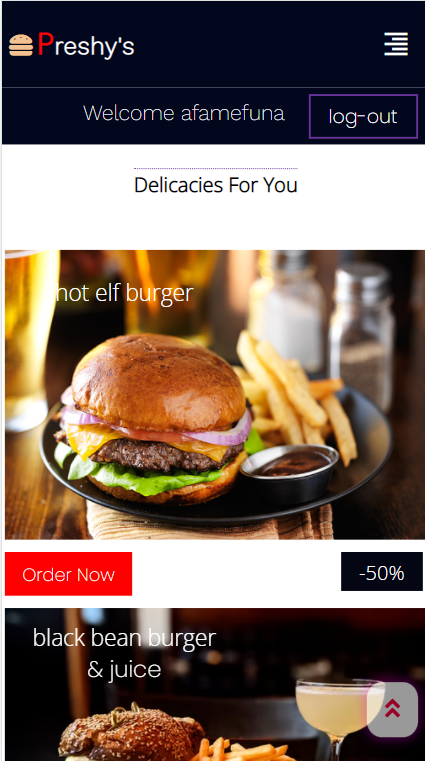 Preshy's
Welcome afamefuna
log-out
Delicacies For You
hot elf burger
Order Now
-50%
black bean burger
& juice